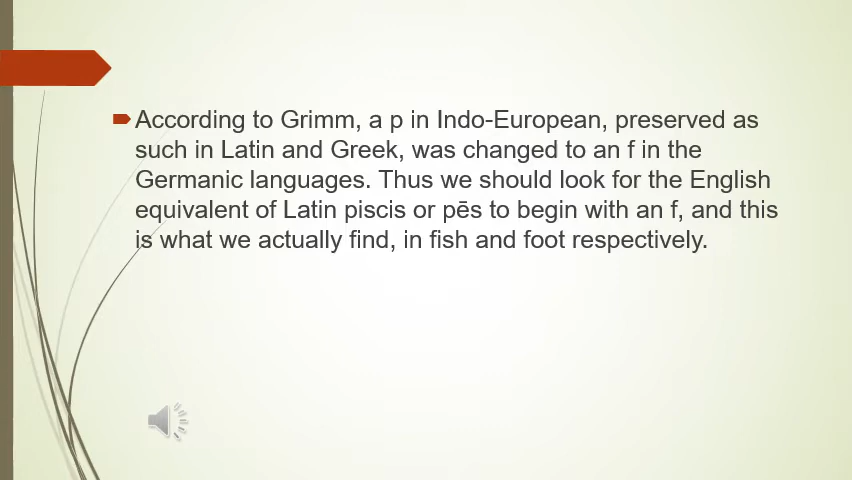 According to Grimm, a p in Indo-European, preserved as
such in Latin and Greek, was changed to an f in the
Germanic languages. Thus we should look for the English
equivalent of Latin piscis or pēs to begin with an f, and this
is what we actually find, in fish and foot respectively.